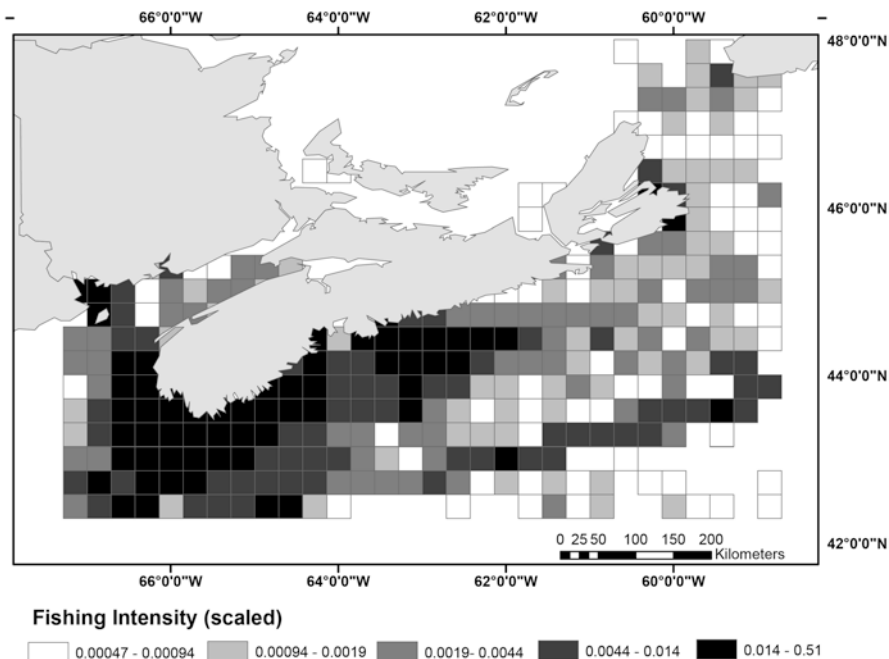 66°0'0"W 64°0'0"W 62°0'0"W 60°0'0"W
48°0'0"N
46°0'0"N
44°0'0"N
42°0'0"N
0 25 50 100 150 200
Kilometers
66°0'0"W 64°0'0"W 62°0'0"W 60°0'0"W
Fishing Intensity (scaled)
0.00047 - 0.00094 0.00094 - 0.0019 0.0019- 0.0044 0.0044 - 0.014 0.014 - 0.51